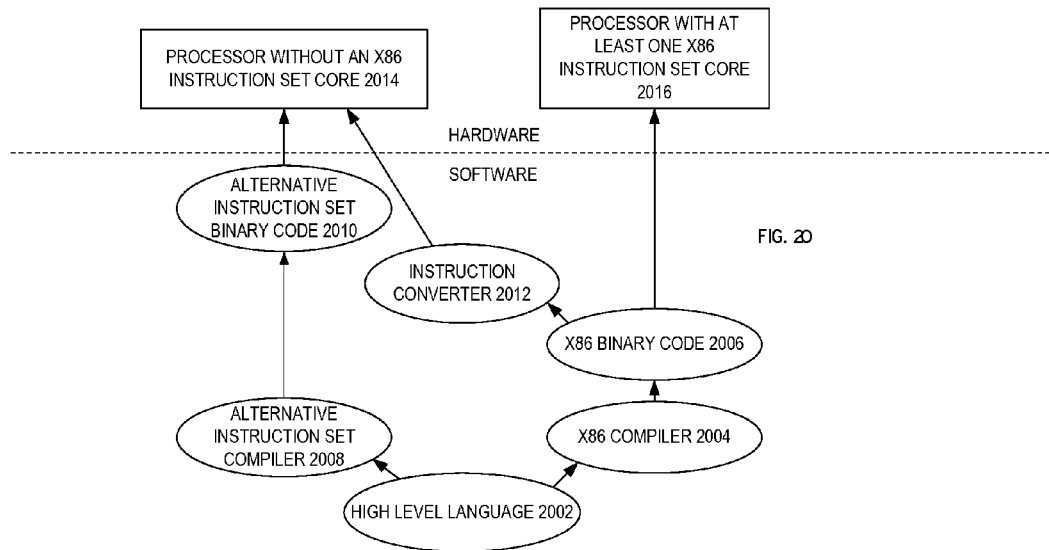 PROCESSOR WITHOUT AN X86
INSTRUCTION SET CORE 2014
PROCESSOR WITH AT
LEAST ONE X86
INSTRUCTION SET CORE
2016
HARDWARE
SOFTWARE
ALTERNATIVE
INSTRUCTION SET
BINARY CODE 2010
FIG. 20
INSTRUCTION
CONVERTER 2012
X86 BINARY CODE 2006
ALTERNATIVE
INSTRUCTION SET
COMPILER 2008
X86 COMPILER 2004
HIGH LEVEL LANGUAGE 2002